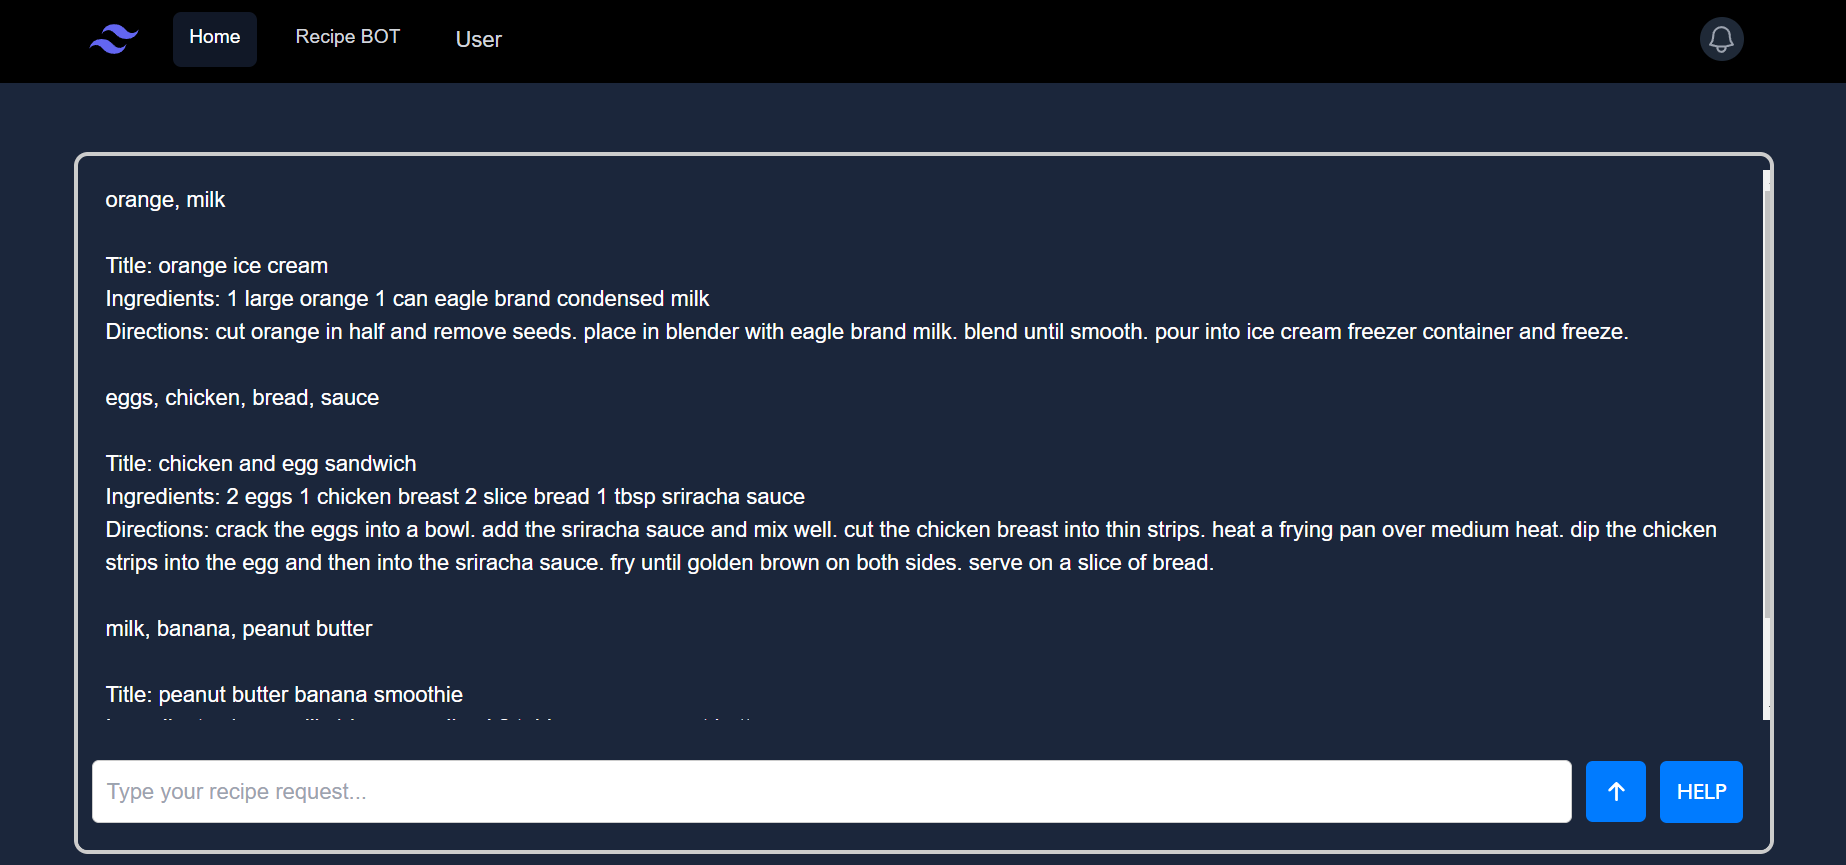 Home
Recipe BOT
User
orange, milk
Title: orange ice cream
Ingredients: 1 large orange 1 can eagle brand condensed milk
Directions: cut orange in half and remove seeds. place in blender with eagle brand milk. blend until smooth. pour into ice cream freezer container and freeze.
eggs, chicken, bread, sauce
Title: chicken and egg sandwich
Ingredients: 2 eggs 1 chicken breast 2 slice bread 1 tbsp sriracha sauce
Directions: crack the eggs into a bowl. add the sriracha sauce and mix well. cut the chicken breast into thin strips. heat a frying pan over medium heat. dip the chicken
strips into the egg and then into the sriracha sauce. fry until golden brown on both sides. serve on a slice of bread.
milk, banana, peanut butter
Title: peanut butter banana smoothie
Type your recipe request...
HELP